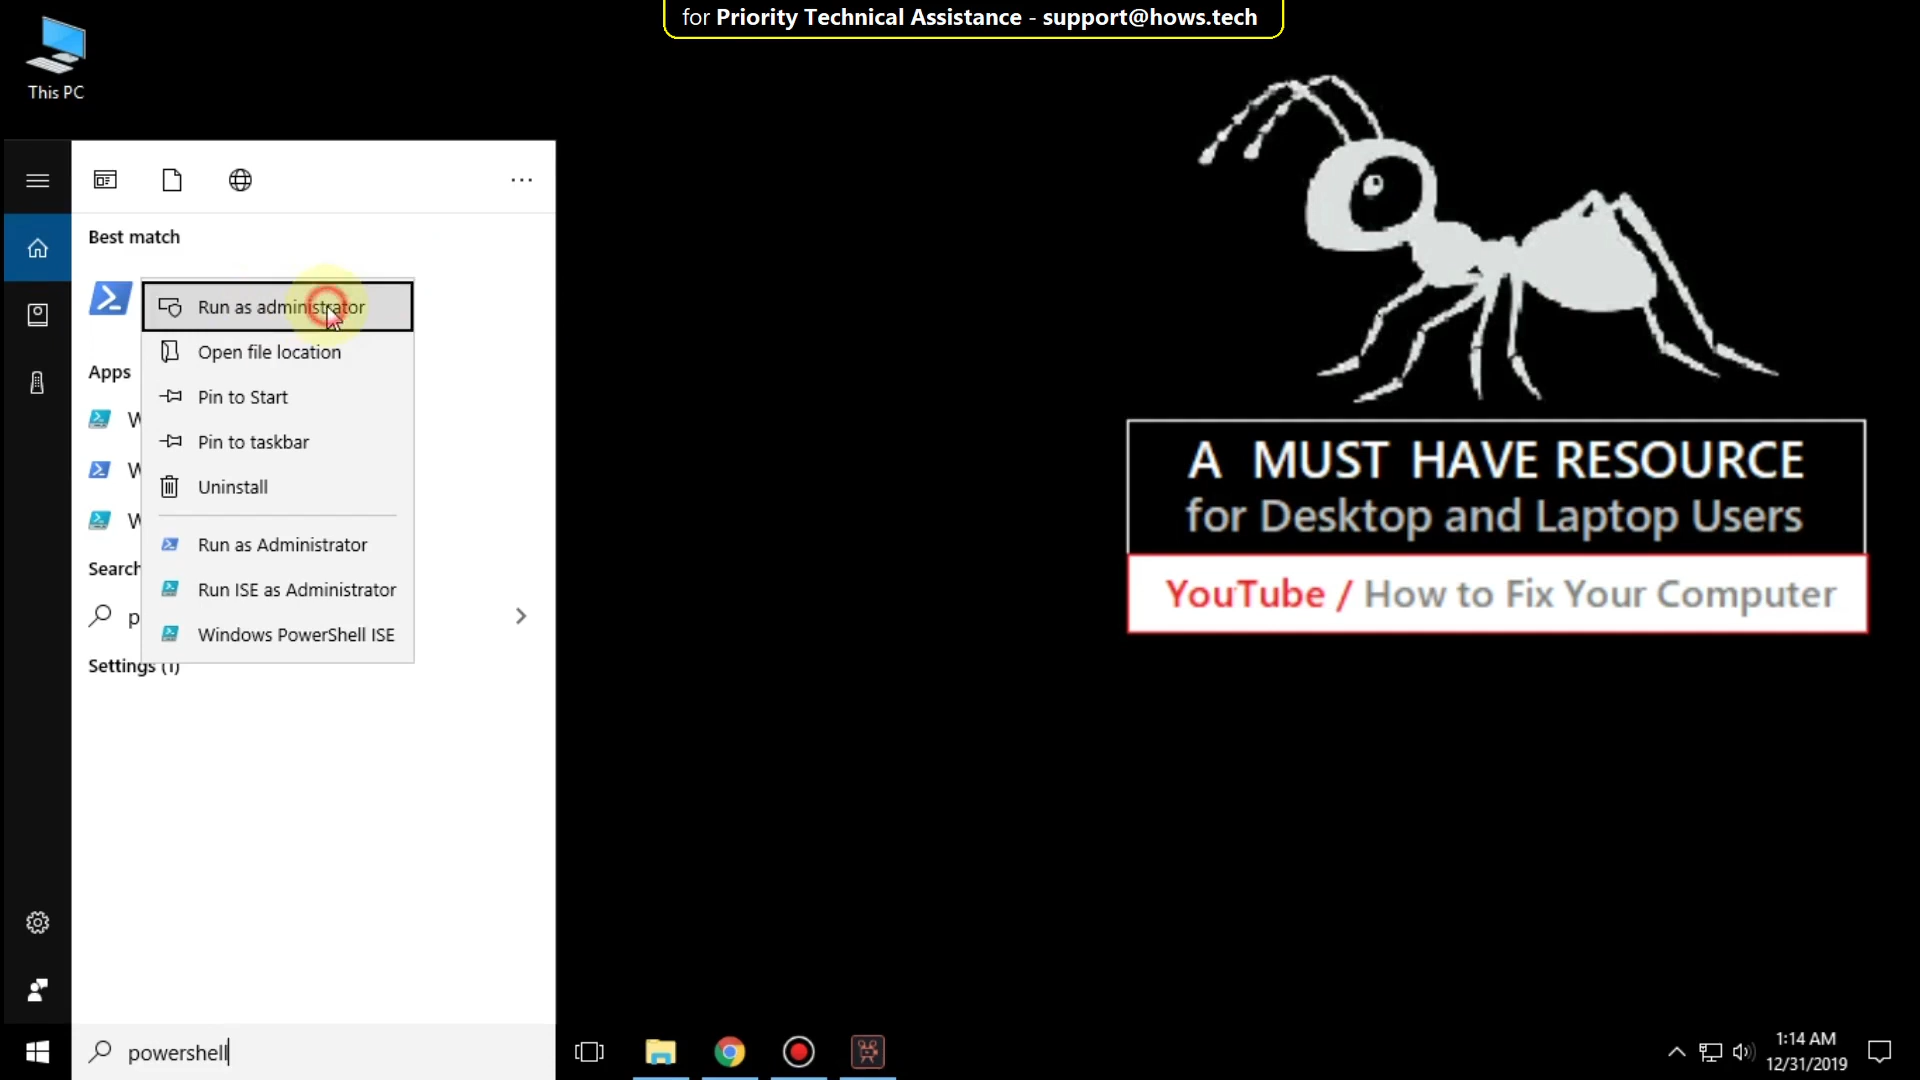 for Priority Technical Assistance - support@hows.tech
This PC
Best match
Run as administrator
Open file location
Apps
Pin to Start
W
Pin to taskbar
W
Uninstall
W
Run as Administrator
Search
Run ISE as Administrator
p
Windows PowerShell ISE
Settings (1)
A MUST HAVE RESOURCE
for Desktop and Laptop Users
YouTube / How to Fix Your Computer
powershell
1:14 AM
12/31/2019